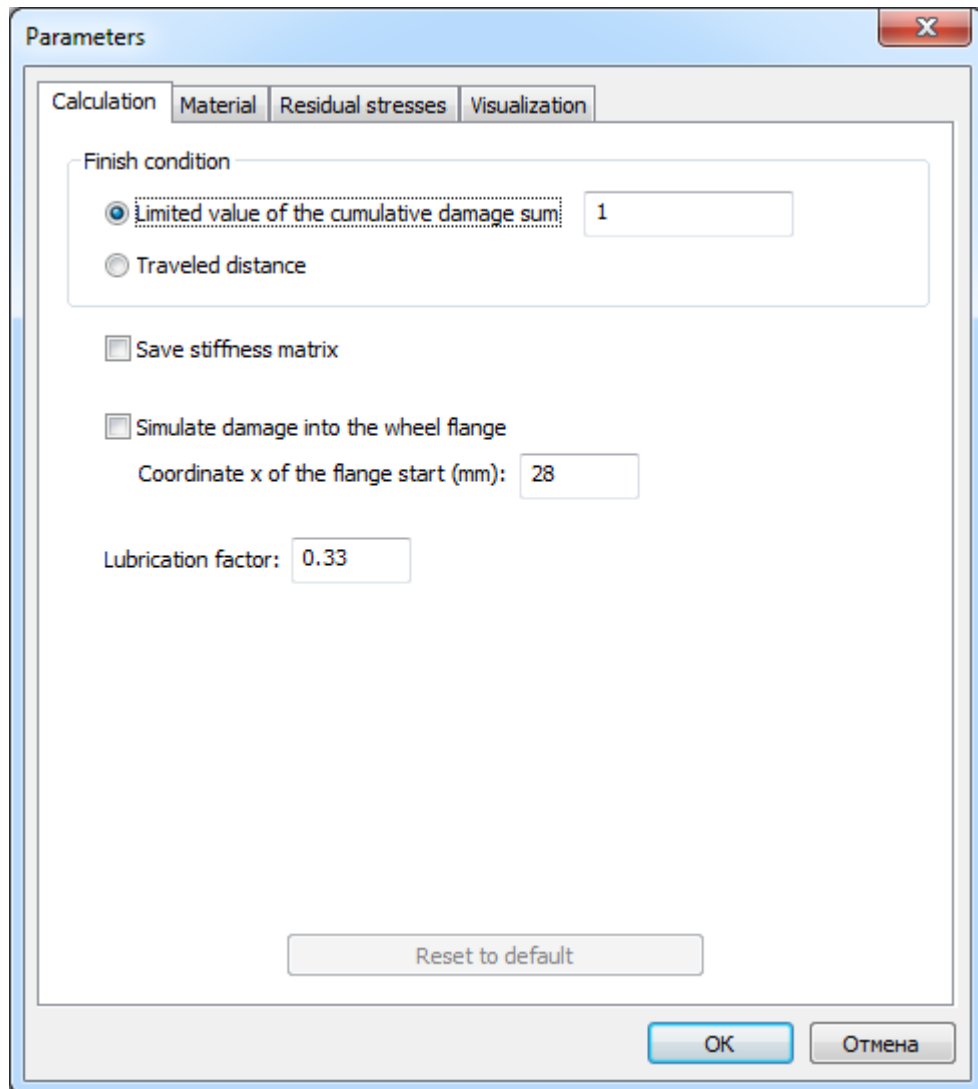 Parameters
Calculation Material Residual stresses Visualization
Finish condition
Limited value of the cumulative damage sum 1
Traveled distance
Save stiffness matrix
Simulate damage into the wheel flange
Coordinate x of the flange start (mm): 28
Lubrication factor: 0.33
Reset to default
OK Отмена